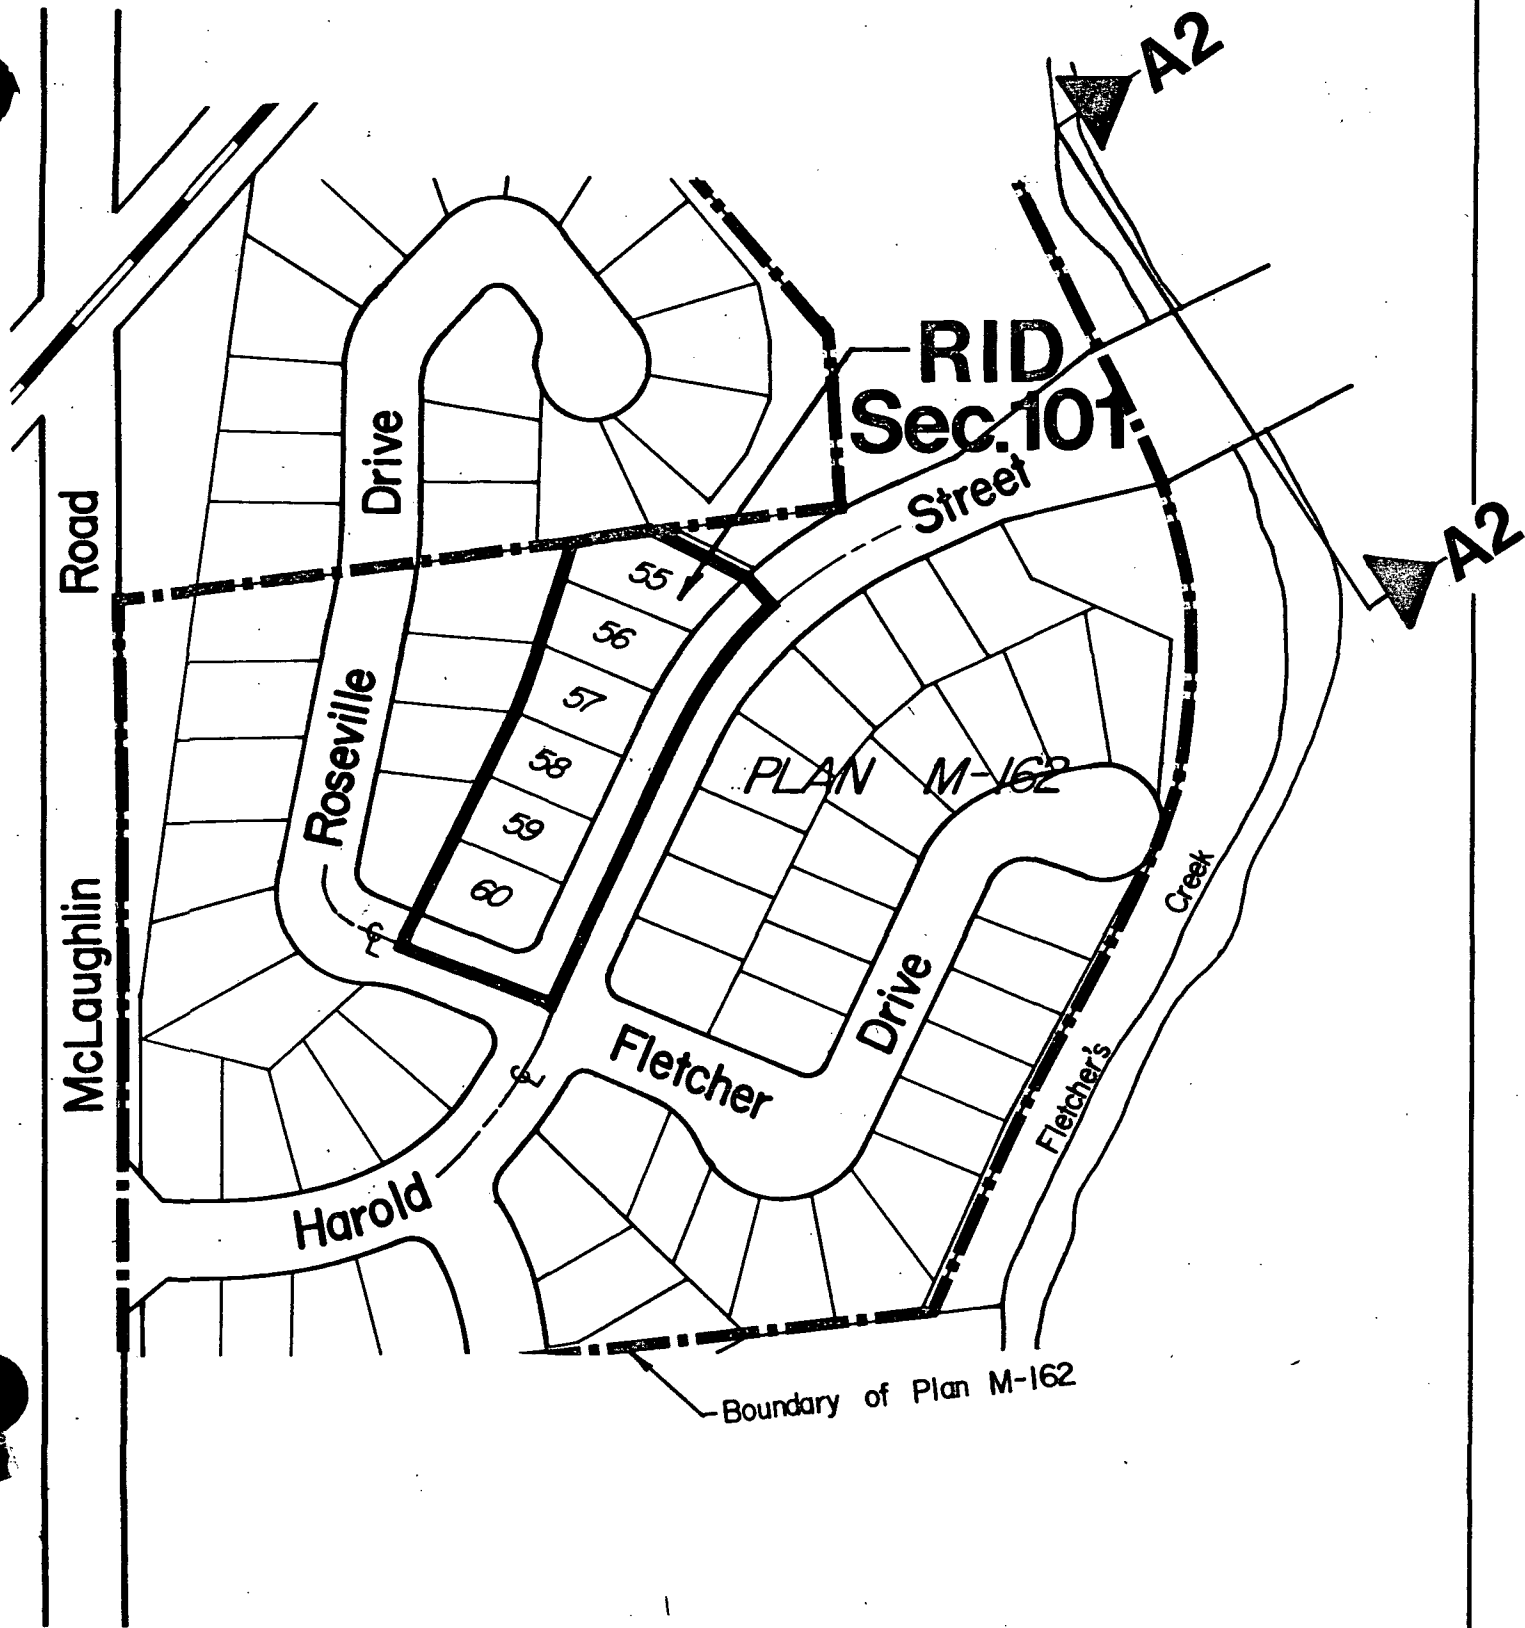 A2
RID
Sec.101
Street
Drive
Road
A2
55
56
57
58
59
60
Roseville
PLAN M-162
Creek
McLaughlin
Drive
Fletcher's
Fletcher
Harold
Boundary of Plan M-162